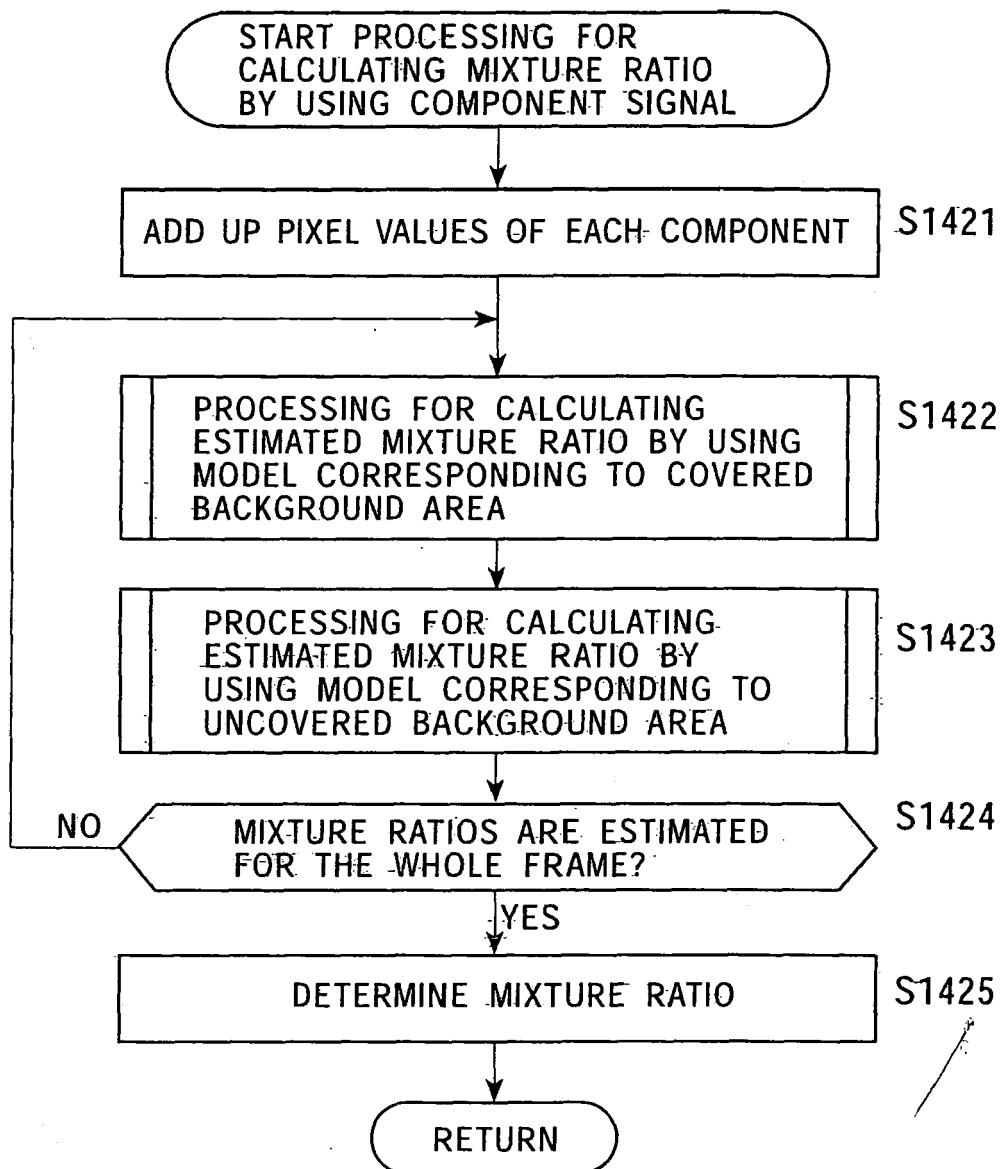 START PROCESSING FOR
CALCULATING MIXTURE RATIO
BY USING COMPONENT SIGNAL
ADD UP PIXEL VALUES OF EACH COMPONENT
S1421
PROCESSING FOR CALCULATING
ESTIMATED MIXTURE RATIO BY USING
MODEL CORRESPONDING TO COVERED
BACKGROUND AREA
S1422
PROCESSING FOR CALCULATING
ESTIMATED MIXTURE RATIO BY
USING MODEL CORRESPONDING TO
UNCOVERED BACKGROUND AREA
S1423
NO
MIXTURE RATIOS ARE ESTIMATED
FOR THE WHOLE FRAME?
S1424
YES
DETERMINE MIXTURE RATIO
S1425
RETURN